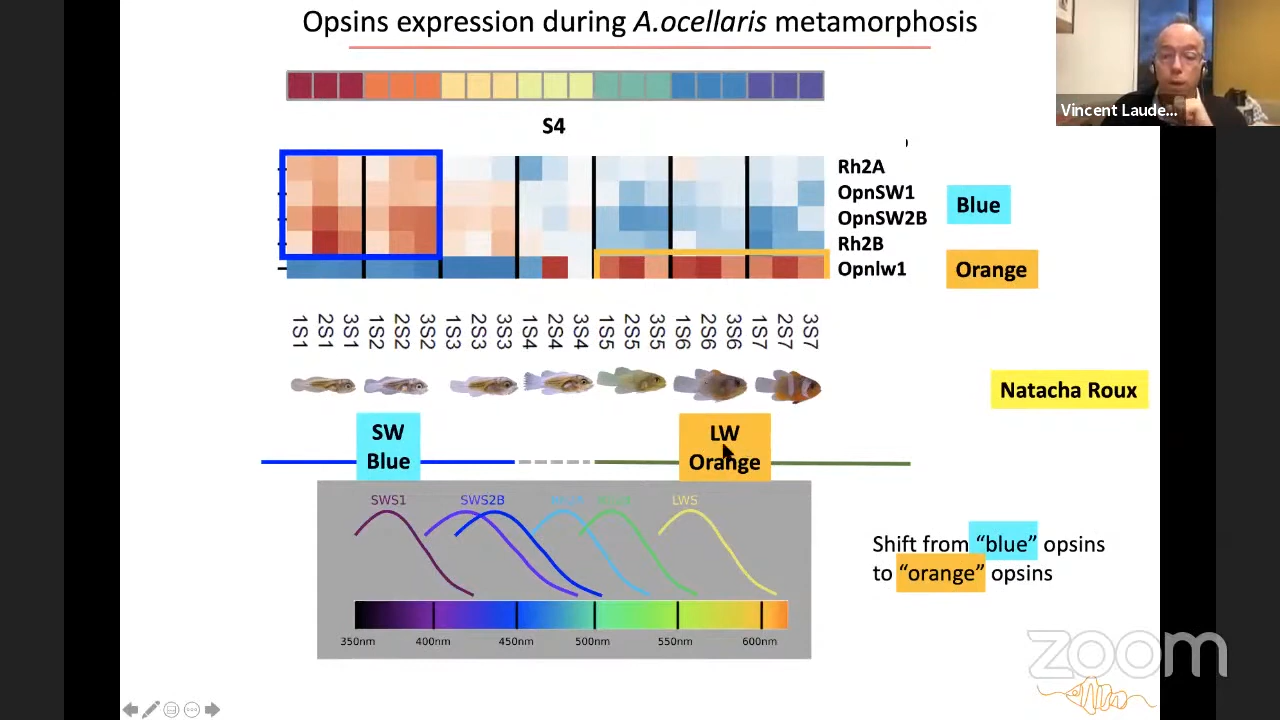 Opsins expression during A.ocellaris metamorphosis
Vincent Laude...
S4
Rh2A
OpnSW1
OpnSW2B
Rh2B
Opnlw1
Blue
Orange
1S1 2S1 3S1 1S2 2S2 3S2 1S3 2S3 3S3 1S4 2S4 3S4 1S5 2S5 3S5 1S6 2S6 3S6 1S7 2S7 3S7
Natacha Roux
SW
Blue
LW
Orange
SWS1 SWS2B LWS
350nm 400nm 450nm 500nm 550nm 600nm
Shift from “blue” opsins
to “orange” opsins
zoom